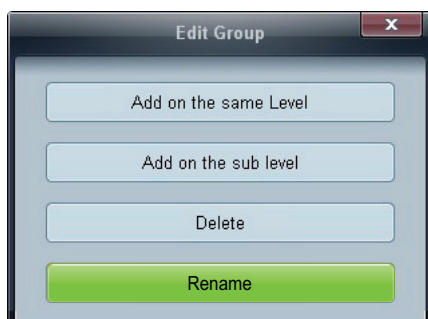 Edit Group
x
Add on the same Level
Add on the sub level
Delete
Rename